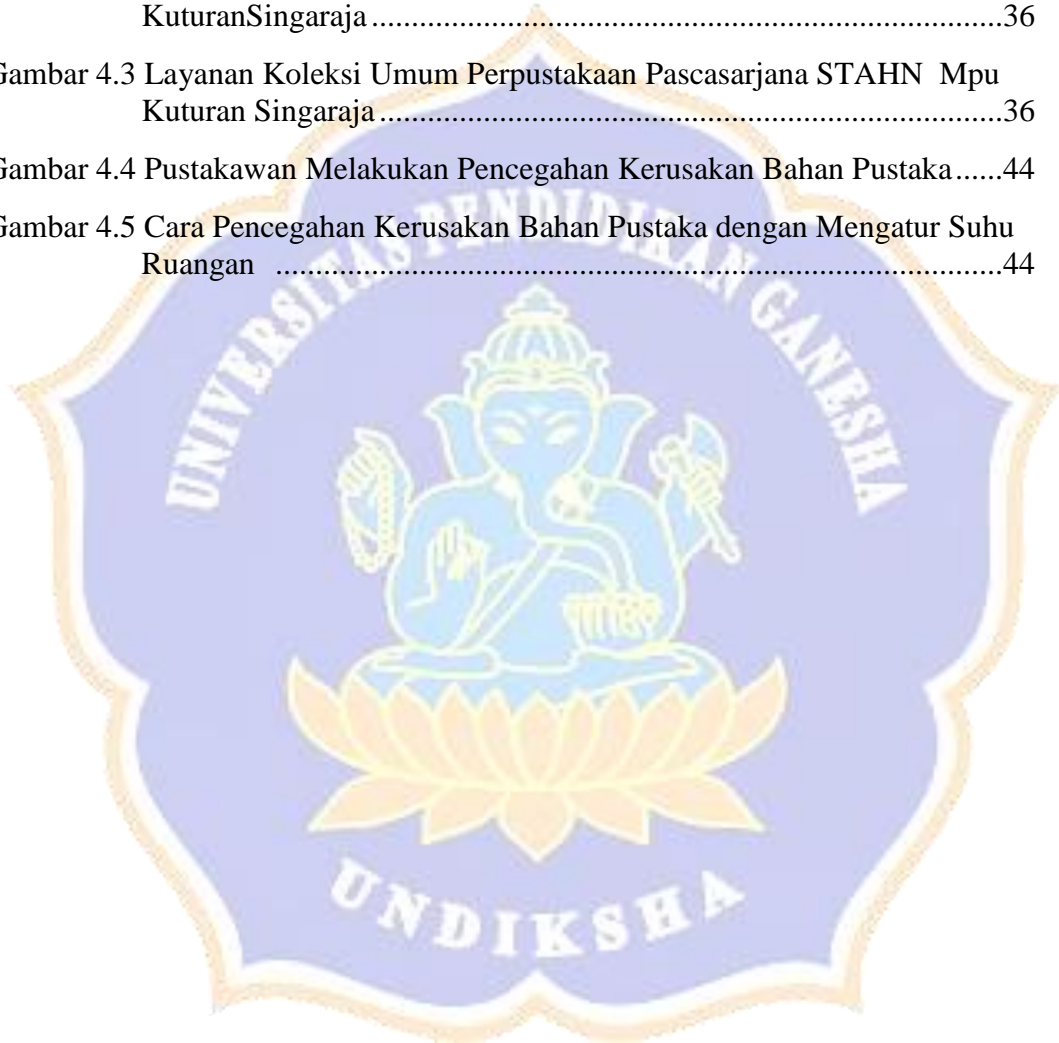 KuturanSingaraja ..............................................................................36
Gambar 4.3 Layanan Koleksi Umum Perpustakaan Pascasarjana STAHN  Mpu
Kuturan Singaraja .............................................................................36
Gambar 4.4 Pustakawan Melakukan Pencegahan Kerusakan Bahan Pustaka ......44
Gambar 4.5 Cara Pencegahan Kerusakan Bahan Pustaka dengan Mengatur Suhu
Ruangan  ..........................................................................................44
UNIVERSITAS PENDIDIKAN GANESHA
UNDIKSHA